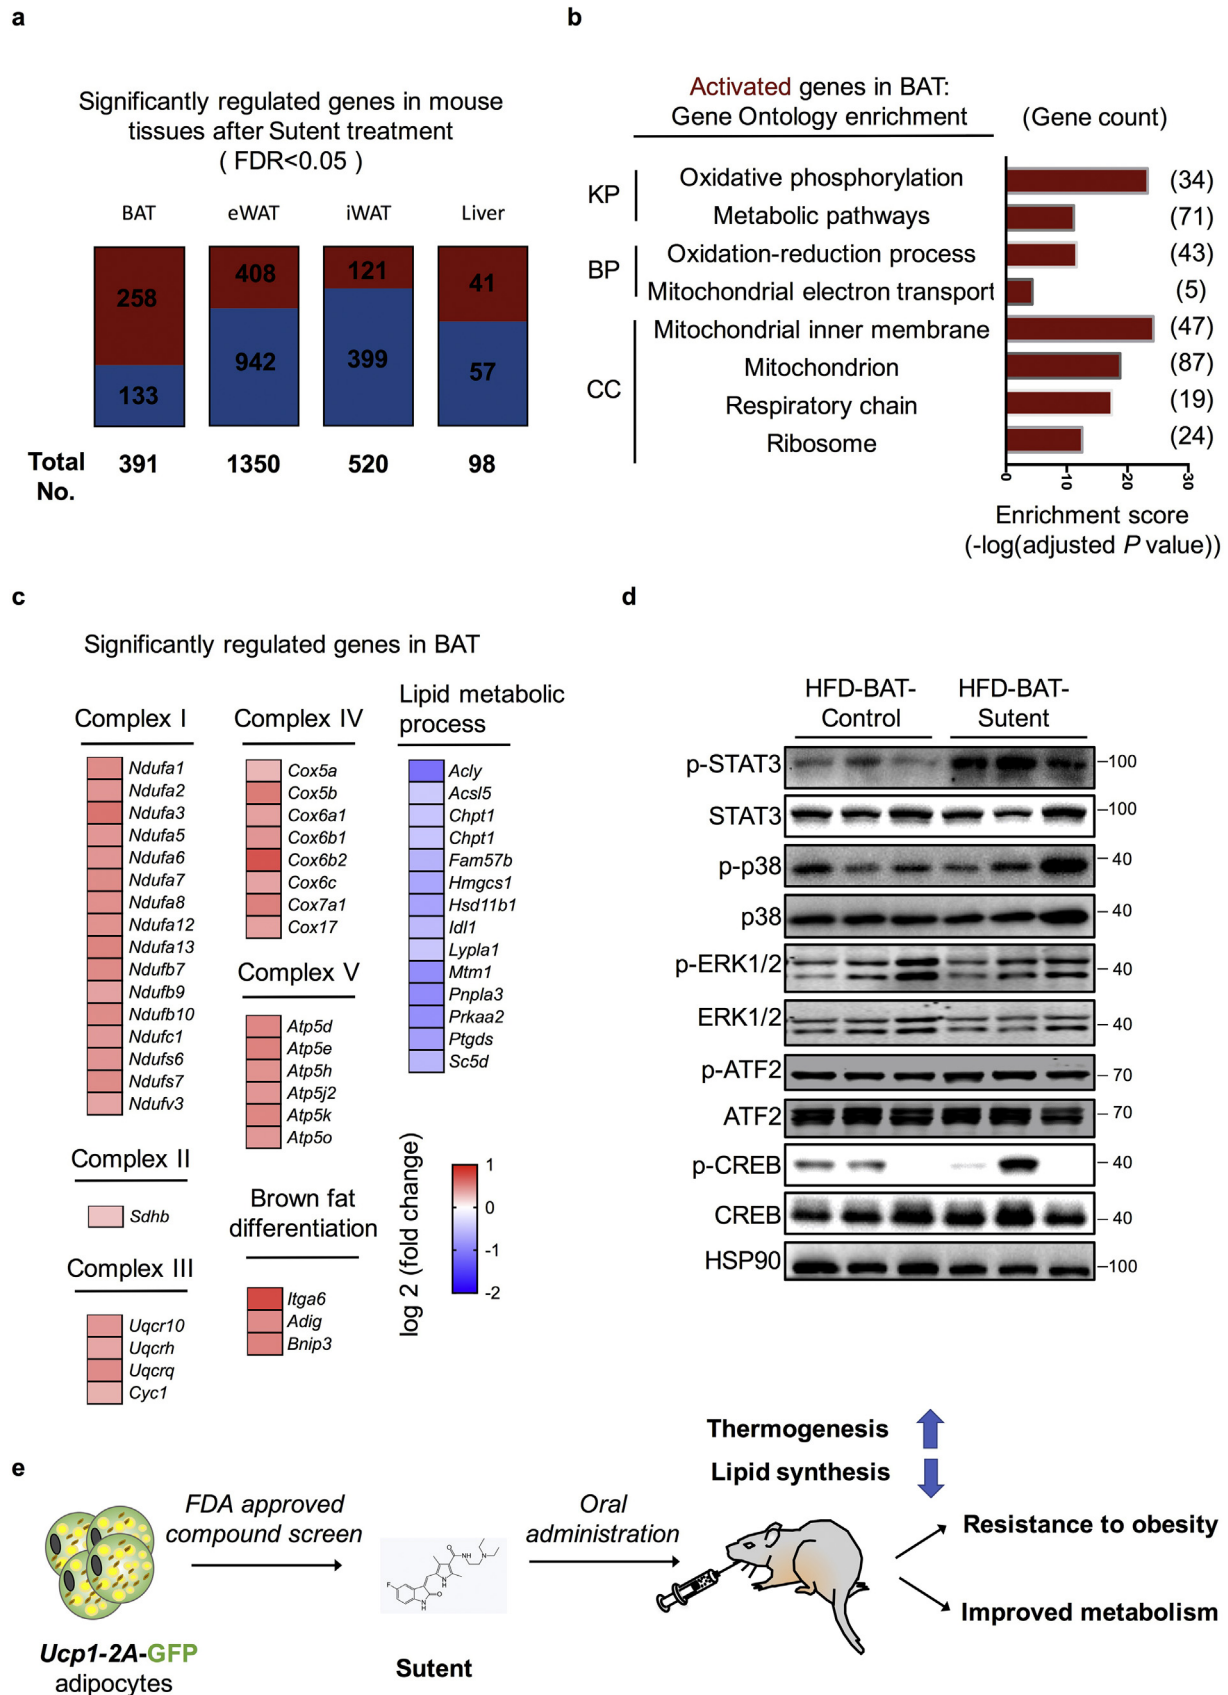 a
Significantly regulated genes in mouse
tissues after Sutent treatment
( FDR<0.05 )
BAT eWAT iWAT Liver
258 408 121 41
133 942 399 57
Total No. 391 1350 520 98
b
Activated genes in BAT:
Gene Ontology enrichment (Gene count)
KP
Oxidative phosphorylation (34)
Metabolic pathways (71)
BP
Oxidation-reduction process (43)
Mitochondrial electron transport (5)
CC
Mitochondrial inner membrane (47)
Mitochondrion (87)
Respiratory chain (19)
Ribosome (24)
0 10 20 30
Enrichment score
(-log(adjusted P value))
c
Significantly regulated genes in BAT
Complex I
Ndufa1
Ndufa2
Ndufa3
Ndufa5
Ndufa6
Ndufa7
Ndufa8
Ndufa12
Ndufa13
Ndufb7
Ndufb9
Ndufb10
Ndufc1
Ndufs6
Ndufs7
Ndufv3
Complex II
Sdhb
Complex III
Uqcr10
Uqcrh
Uqcrq
Cyc1
Complex IV
Cox5a
Cox5b
Cox6a1
Cox6b1
Cox6b2
Cox6c
Cox7a1
Cox17
Complex V
Atp5d
Atp5e
Atp5h
Atp5j2
Atp5k
Atp5o
Brown fat
differentiation
Itga6
Adig
Bnip3
Lipid metabolic
process
Acly
Acsl5
Chpt1
Chpt1
Fam57b
Hmgcs1
Hsd11b1
Idl1
Lypla1
Mtm1
Pnpla3
Prkaa2
Ptgds
Sc5d
log 2 (fold change)
1
0
-1
-2
d
HFD-BAT-
Control
HFD-BAT-
Sutent
p-STAT3 100
STAT3 100
p-p38 40
p38 40
p-ERK1/2 40
ERK1/2 40
p-ATF2 70
ATF2 70
p-CREB 40
CREB 40
HSP90 100
e
Ucp1-2A-GFP
adipocytes
FDA approved
compound screen
F
O
N
H
NH
O
NH
N
Sutent
Oral
administration
Thermogenesis
Lipid synthesis
Resistance to obesity
Improved metabolism